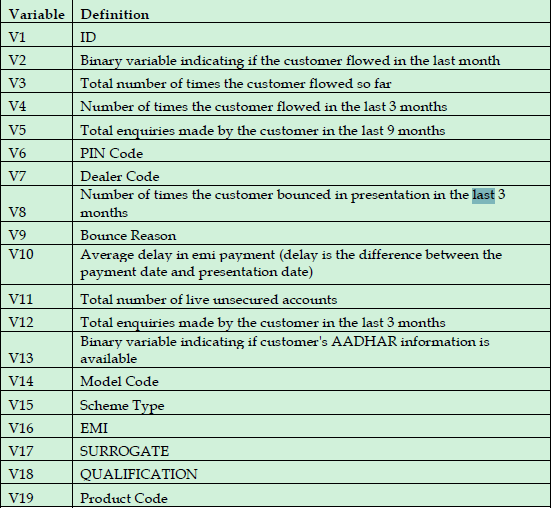 Variable Definition
V1 ID
V2 Binary variable indicating if the customer flowed in the last month
V3 Total number of times the customer flowed so far
V4 Number of times the customer flowed in the last 3 months
V5 Total enquiries made by the customer in the last 9 months
V6 PIN Code
V7 Dealer Code
Number of times the customer bounced in presentation in the last 3
V8 months
V9 Bounce Reason
V10 Average delay in emi payment (delay is the difference between the
payment date and presentation date)
V11 Total number of live unsecured accounts
V12 Total enquiries made by the customer in the last 3 months
Binary variable indicating if customer's AADHAR information is
V13 available
V14 Model Code
V15 Scheme Type
V16 EMI
V17 SURROGATE
V18 QUALIFICATION
V19 Product Code